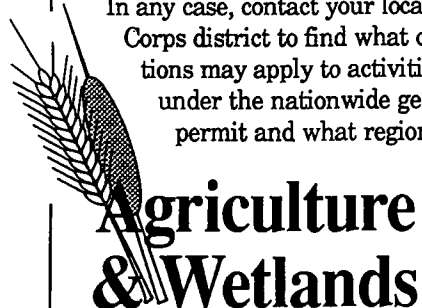 In any case, contact your loca
Corps district to find what c
tions may apply to activiti
under the nationwide ge
permit and what region
Agriculture
& Wetlands